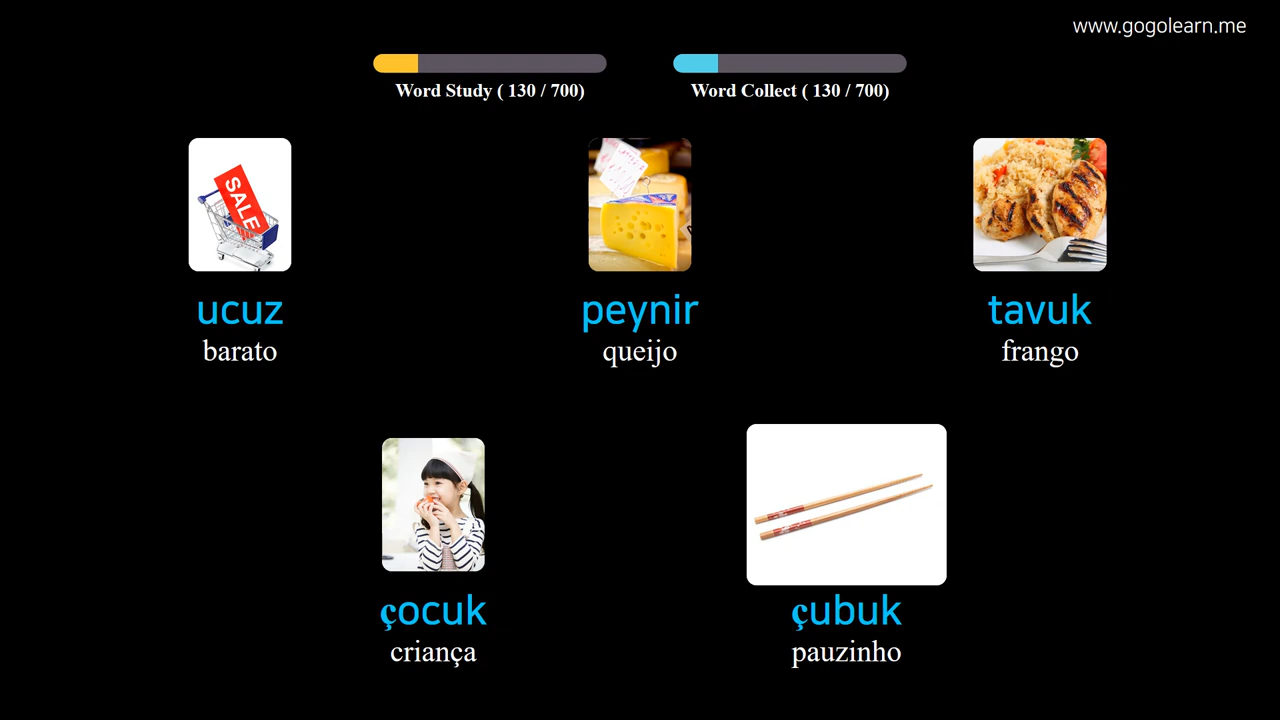 www.gogolearn.me
Word Study ( 130 / 700)
Word Collect ( 130 / 700)
SALE
ucuz
barato
peynir
queijo
tavuk
frango
çocuk
criança
çubuk
pauzinho